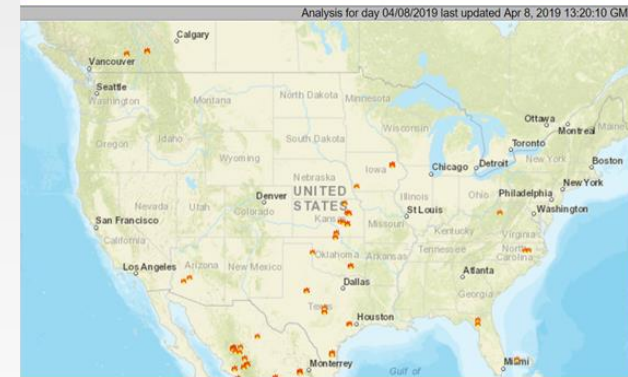 Analysis for day 04/08/2019 last updated Apr 8, 2019 13:20:10 GM
Calgary
Vancouver
Seattle
Washington
Montana
North Dakota
Minnesota
Ottawa
Montreal
Maine
Oregon
Idaho
Wyoming
South Dakota
Wisconsin
Toronto
New York
Boston
Iowa
Chicago
Detroit
Nebraska
New York
Nevada
Utah
Denver
Colorado
UNITED
STATES
Illinois
Ohio
Philadelphia
Washington
San Francisco
California
Kansas
Missouri
St Louis
Kentucky
Virginia
Los Angeles
Arizona
New Mexico
Oklahoma
Arkansas
Tennessee
North
Carolina
Atlanta
Dallas
Texas
Georgia
Houston
Monterrey
Gulf of
Miami